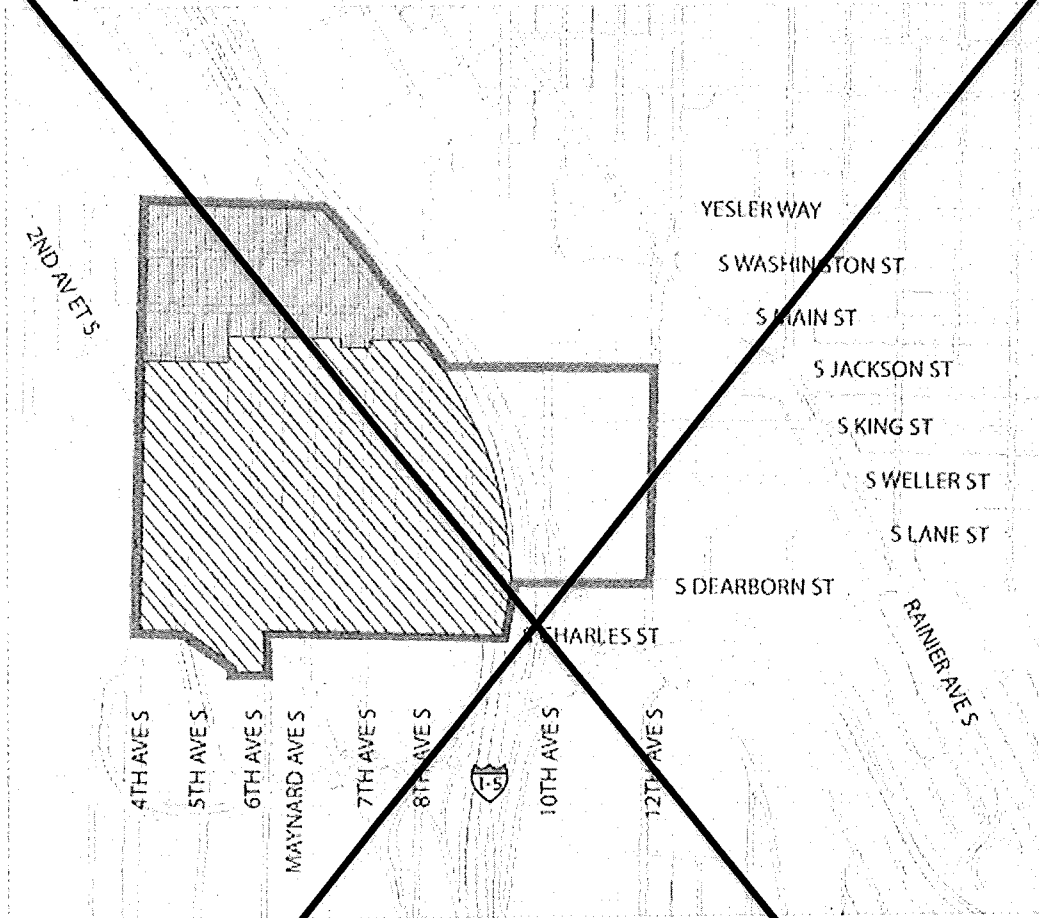 YESLER WAY
2ND AV ET S
S WASHINGTON ST
S MAIN ST
S JACKSON ST
S KING ST
S WELLER ST
S LANE ST
S DEARBORN ST
S CHARLES ST
RAINIER AVE S
4TH AVE S
5TH AVE S
6TH AVE S
MAYNARD AVE S
7TH AVE S
8TH AVE S
I-5
10TH AVE S
12TH AVE S